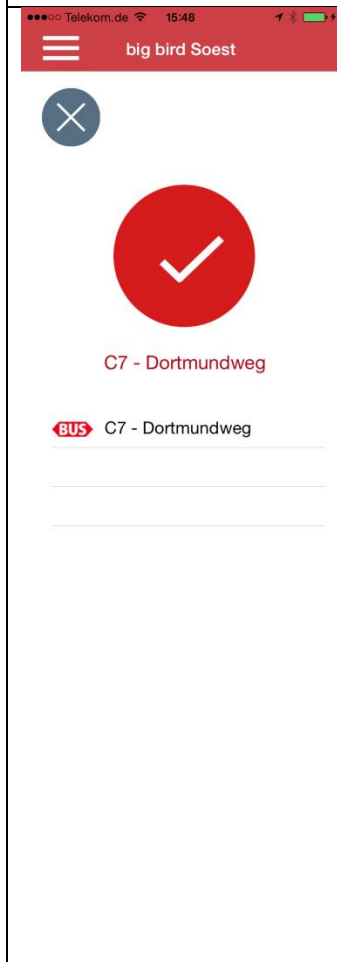 Telekom.de 15:48
big bird Soest
C7 - Dortmundweg
BUS C7 - Dortmundweg